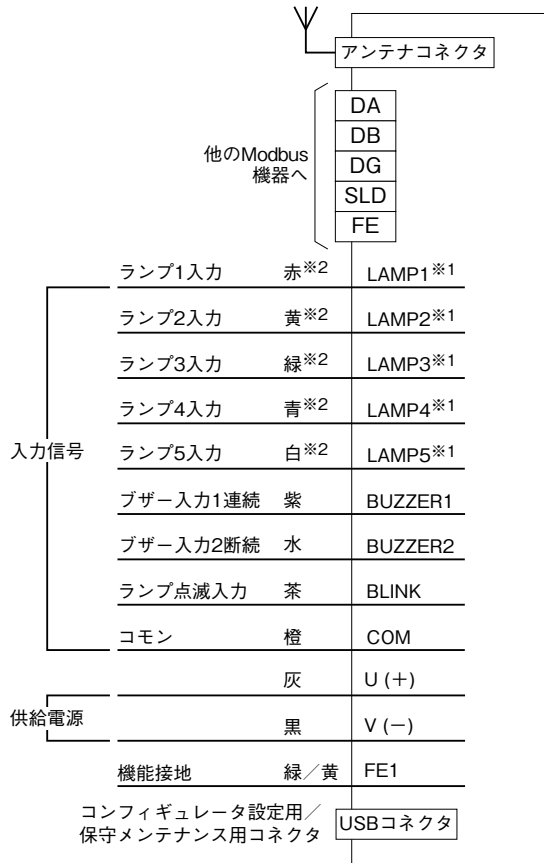 アンテナコネクタ
他のModbus
機器へ
DA
DB
DG
SLD
FE
ランプ1入力 赤※2 LAMP1※1
ランプ2入力 黄※2 LAMP2※1
ランプ3入力 緑※2 LAMP3※1
ランプ4入力 青※2 LAMP4※1
入力信号
ランプ5入力 白※2 LAMP5※1
ブザー入力1連続 紫 BUZZER1
ブザー入力2断続 水 BUZZER2
ランプ点滅入力 茶 BLINK
コモン 橙 COM
灰 U (+)
供給電源
黒 V (−)
機能接地 緑/黄 FE1
コンフィギュレータ設定用/
保守メンテナンス用コネクタ
USBコネクタ